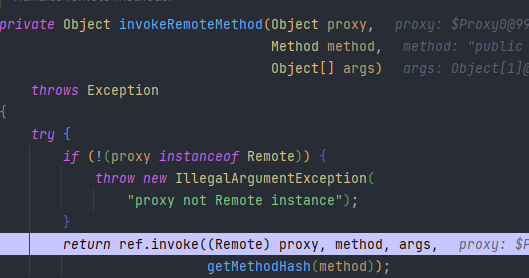 private Object invokeRemoteMethod(Object proxy, proxy: $Proxy0@99
Method method, method: "public
Object[] args) args: Object[1]@
throws Exception
{
try {
if (!(proxy instanceof Remote)) {
throw new IllegalArgumentException(
"proxy not Remote instance");
}
return ref.invoke((Remote) proxy, method, args, proxy: $P
getMethodHash(method));